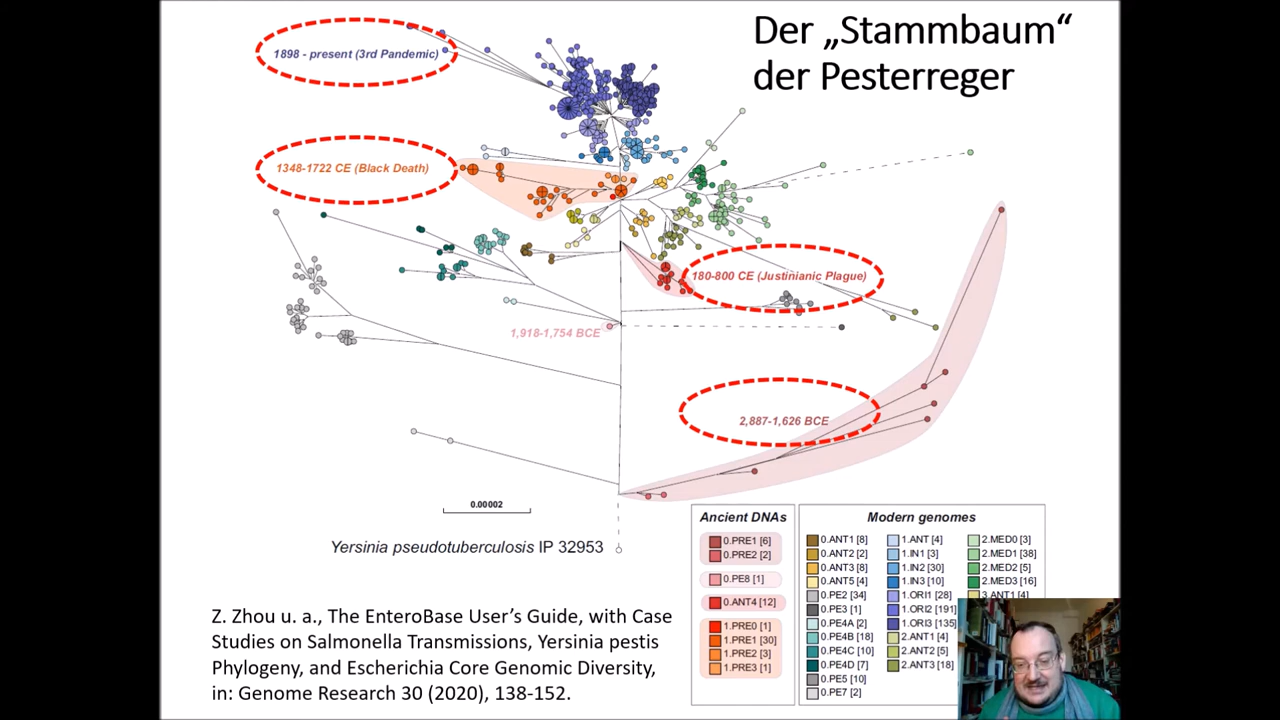 Der „Stammbaum“
der Pesterreger
1898 - present (3rd Pandemic)
1348-1722 CE (Black Death)
180-800 CE (Justinianic Plague)
1,918-1,754 BCE
2,887-1,626 BCE
0.00002
Yersinia pseudotuberculosis IP 32953
Ancient DNAs
0.PRE1 [6]
0.PRE2 [2]
0.PE8 [1]
0.ANT4 [12]
1.PRE0 [1]
1.PRE1 [30]
1.PRE2 [3]
1.PRE3 [1]
Modern genomes
0.ANT1 [8]
0.ANT2 [2]
0.ANT3 [8]
0.ANT5 [4]
0.PE2 [34]
0.PE3 [1]
0.PE4A [2]
0.PE4B [18]
0.PE4C [10]
0.PE4D [7]
0.PE5 [10]
0.PE7 [2]
1.ANT [4]
1.IN1 [3]
1.IN2 [30]
1.IN3 [10]
1.ORI1 [28]
1.ORI2 [191]
1.ORI3 [135]
2.ANT1 [4]
2.ANT2 [5]
2.ANT3 [18]
2.MED0 [3]
2.MED1 [38]
2.MED2 [5]
2.MED3 [16]
3.ANT1 [4]
Z. Zhou u. a., The EnteroBase User’s Guide, with Case
Studies on Salmonella Transmissions, Yersinia pestis
Phylogeny, and Escherichia Core Genomic Diversity,
in: Genome Research 30 (2020), 138-152.